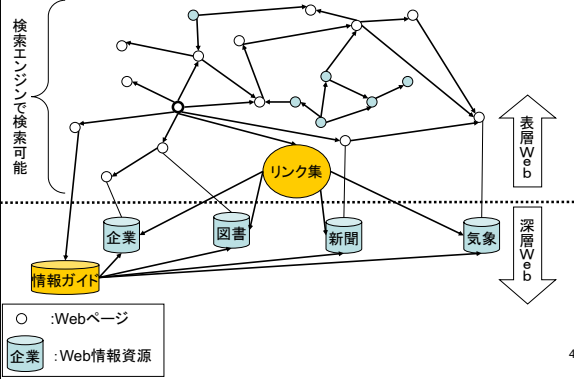 検索エンジンで検索可能
表層Web
リンク集
深層Web
企業
図書
新聞
気象
情報ガイド
:Webページ
企業
:Web情報資源
4